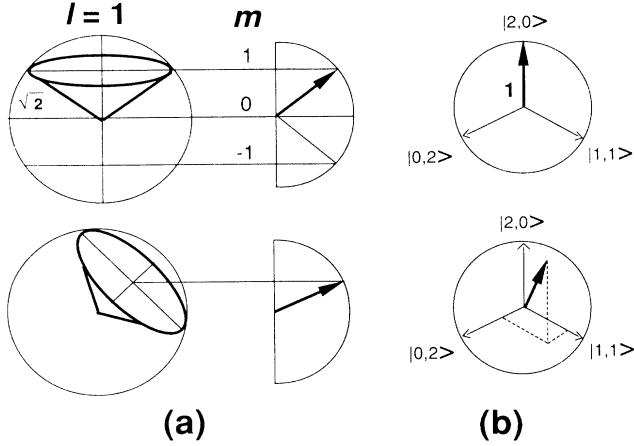 l = 1
m
1
√2
0
-1
|2,0>
1
|0,2>
|1,1>
|2,0>
|0,2>
|1,1>
(a)
(b)